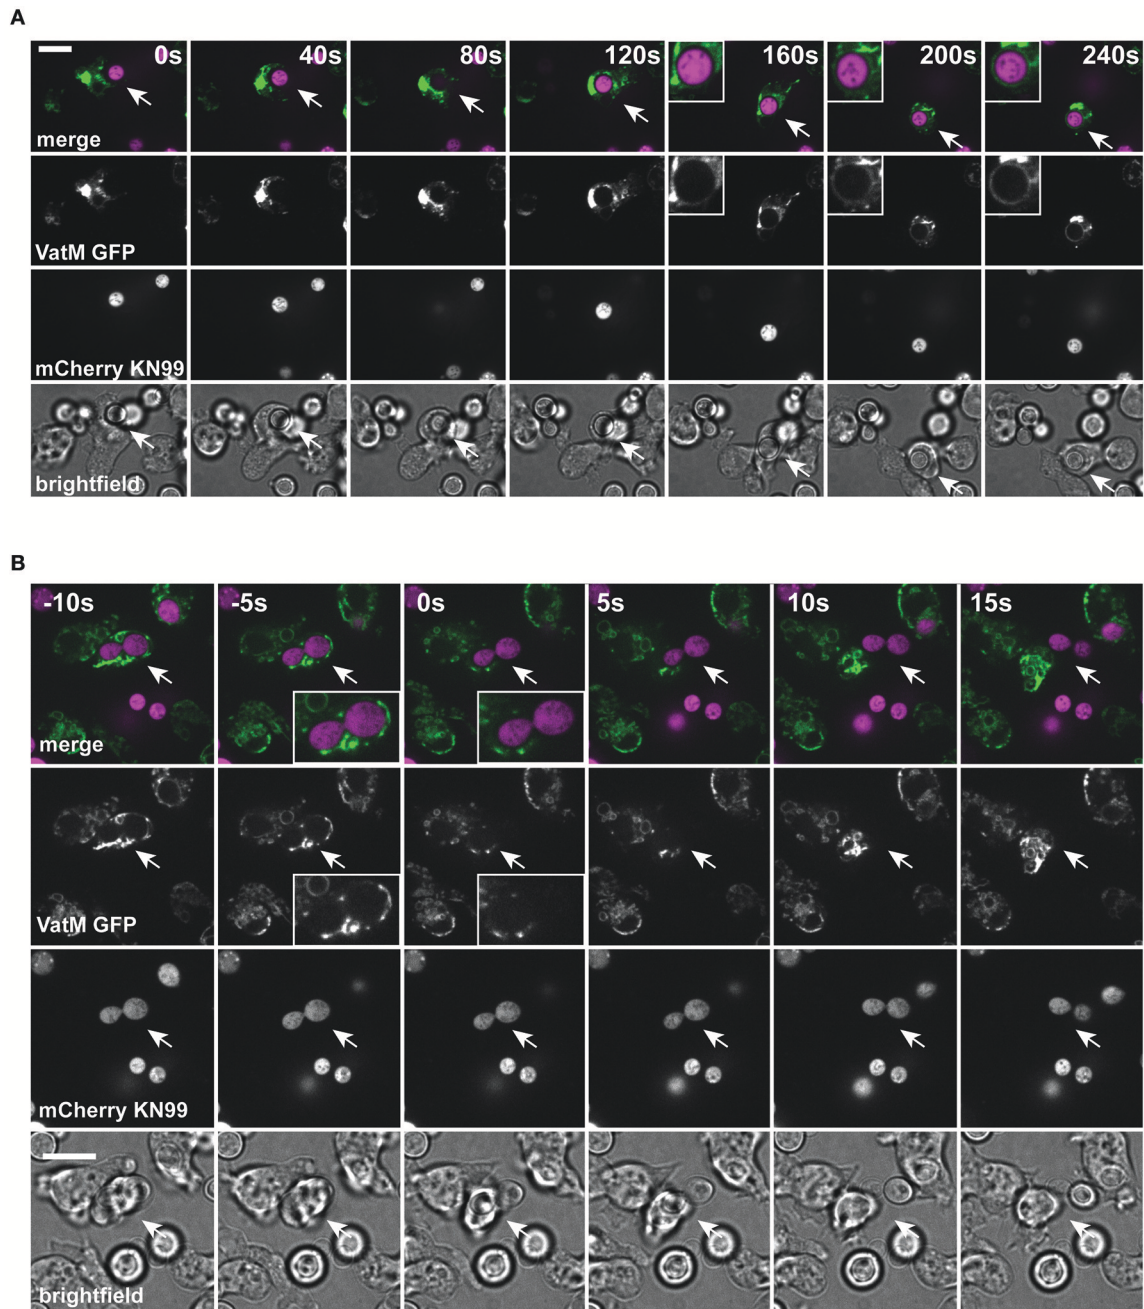 A
0s 40s 80s 120s 160s 200s 240s
merge
VatM GFP
mCherry KN99
brightfield
B
-10s -5s 0s 5s 10s 15s
merge
VatM GFP
mCherry KN99
brightfield